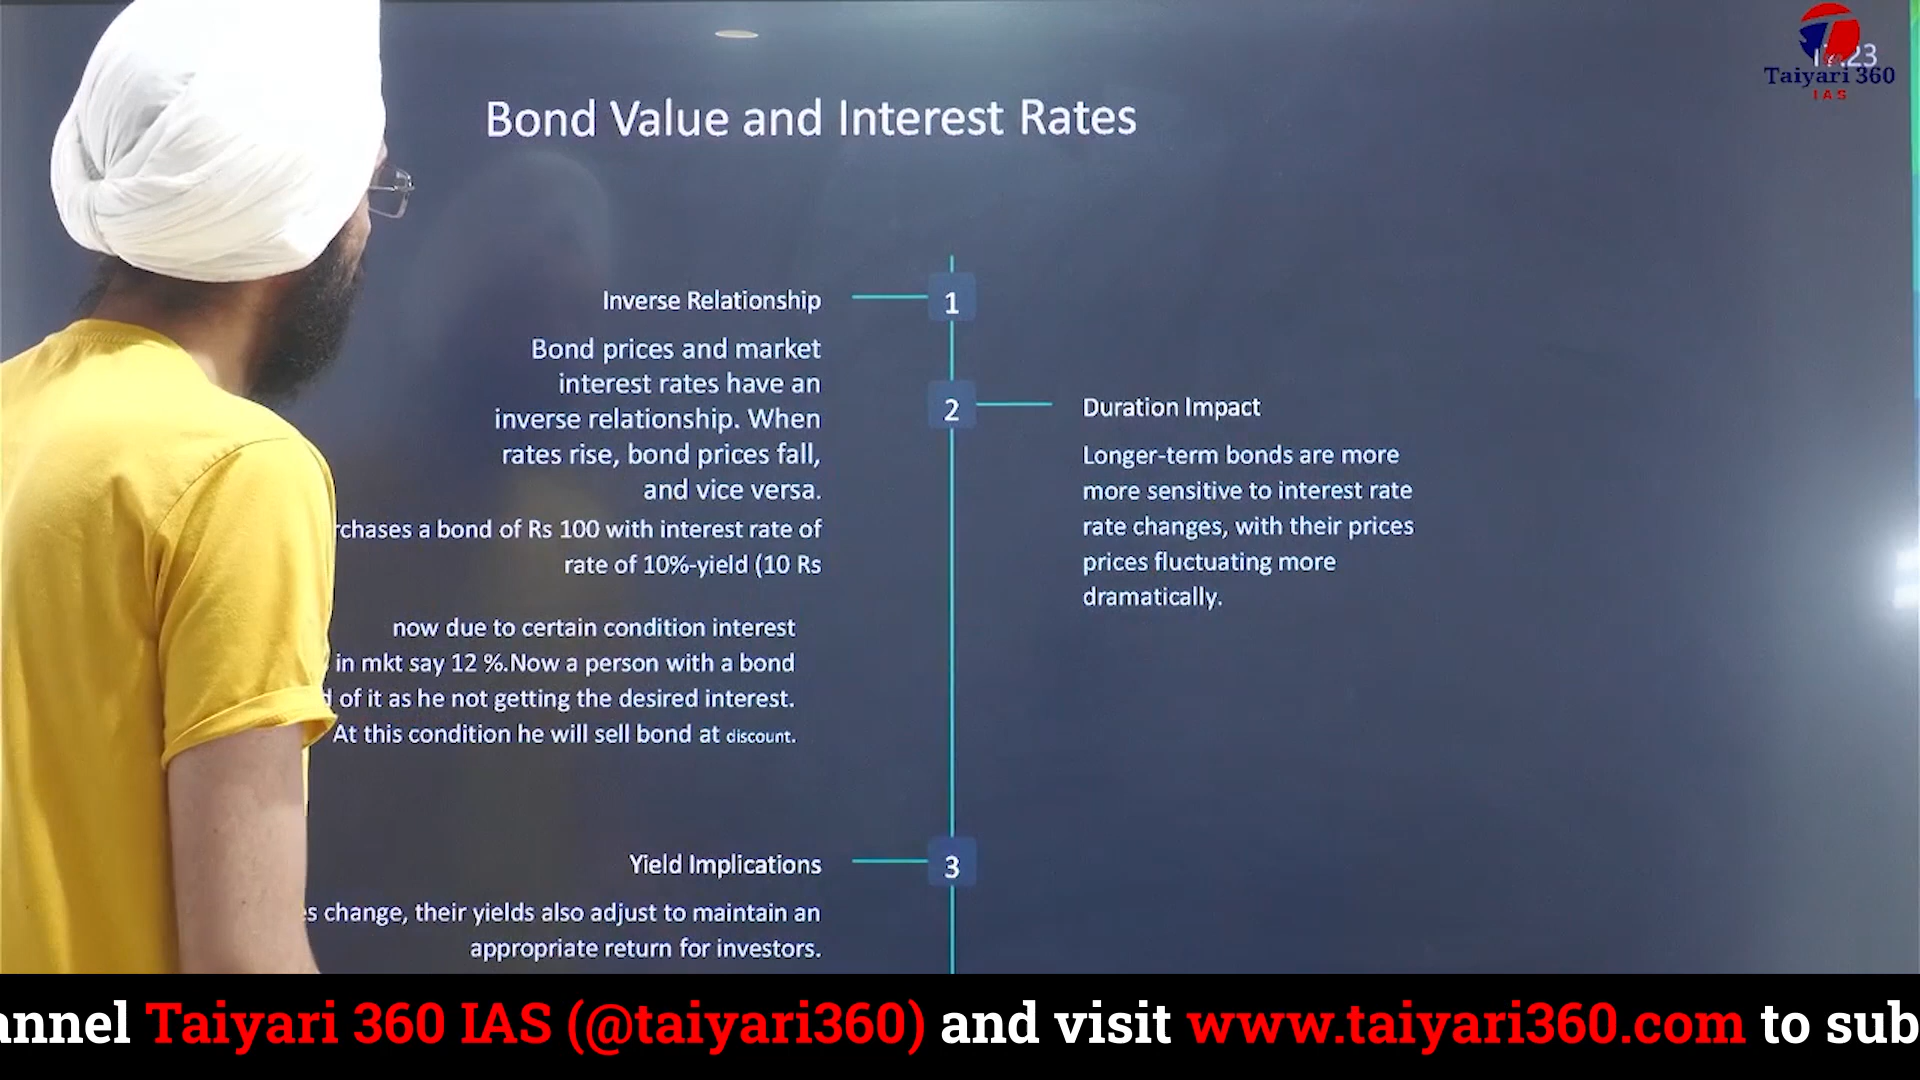 Taiyari 360
IAS
Bond Value and Interest Rates
1
Inverse Relationship
Bond prices and market
interest rates have an
inverse relationship. When
rates rise, bond prices fall,
and vice versa.
a bond of Rs 100 with interest rate of
rate of 10%-yield (10 Rs
now due to certain condition interest
in mkt say 12 %.Now a person with a bond
of it as he not getting the desired interest.
At this condition he will sell bond at discount.
2
Duration Impact
Longer-term bonds are more
more sensitive to interest rate
rate changes, with their prices
prices fluctuating more
dramatically.
3
Yield Implications
change, their yields also adjust to maintain an
appropriate return for investors.
Taiyari 360 IAS (@taiyari360) and visit www.taiyari360.com to